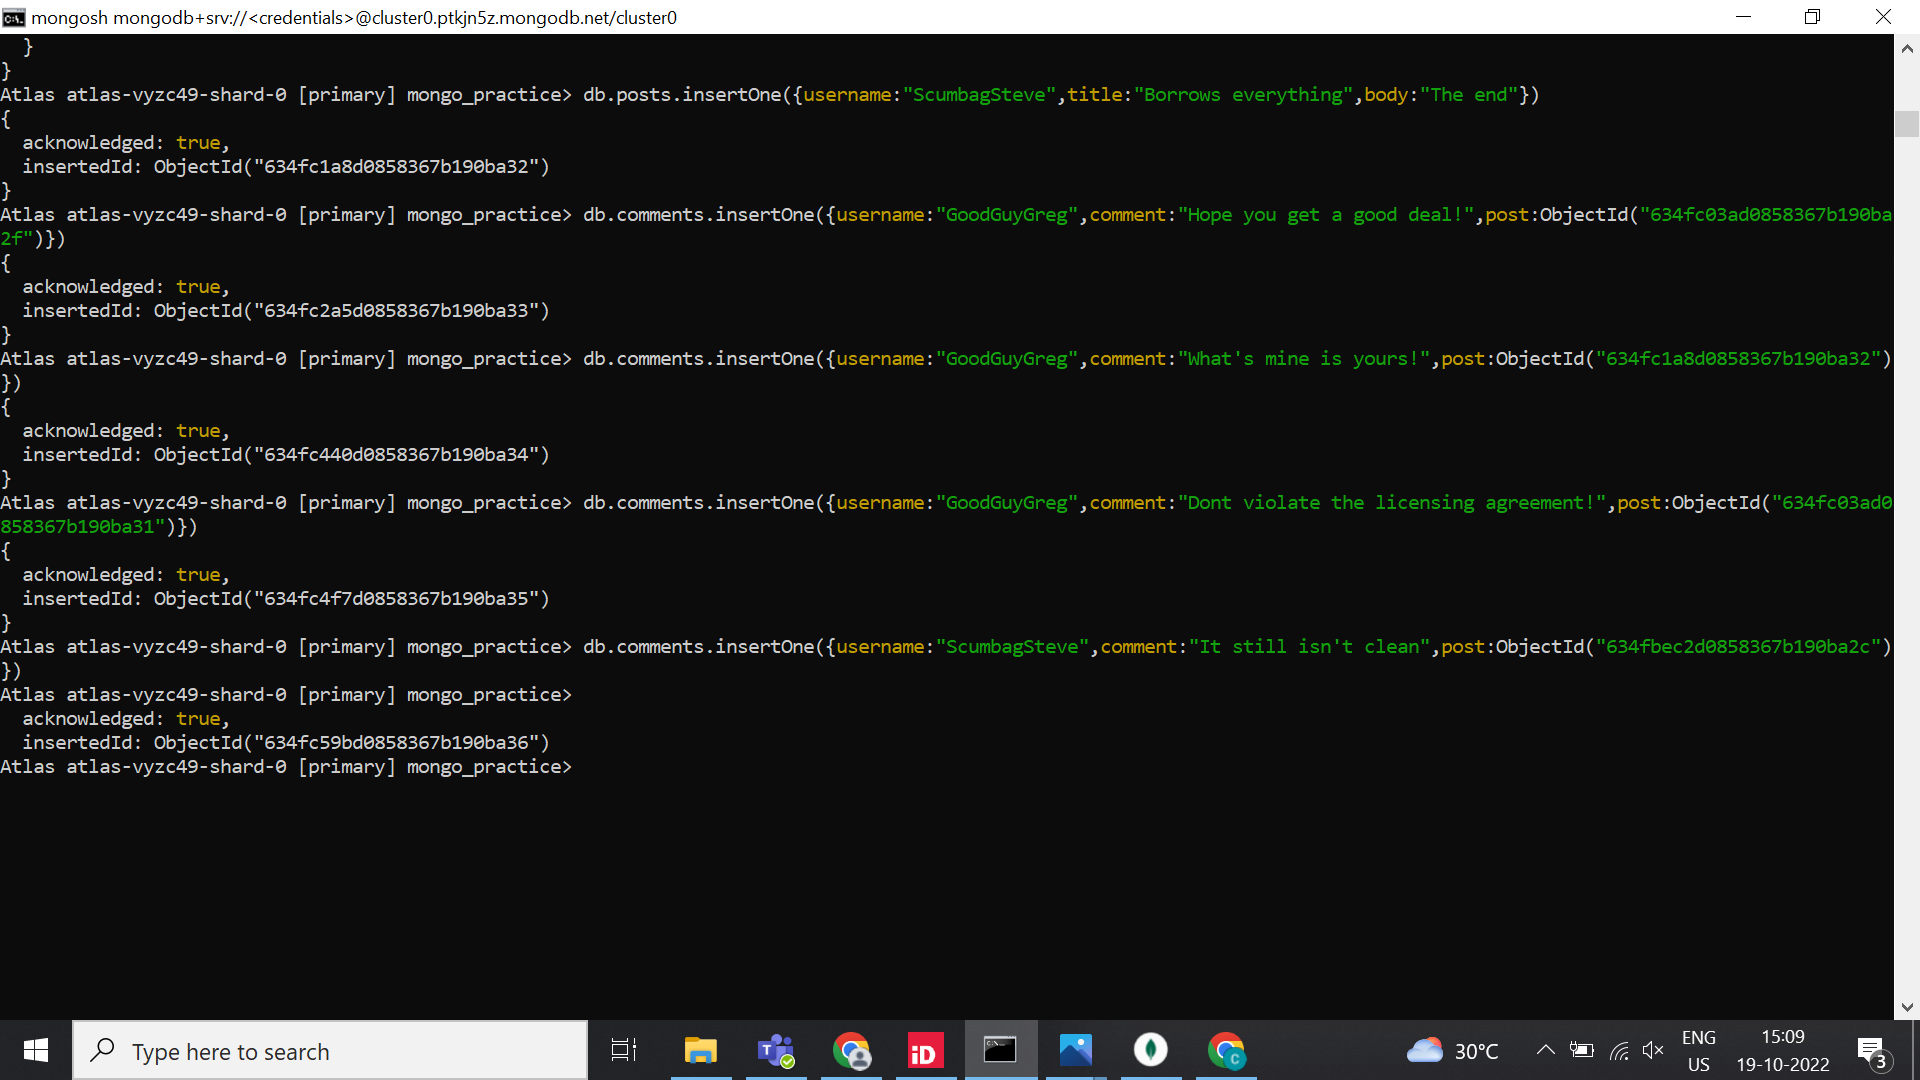 mongosh mongodb+srv://<credentials>@cluster0.ptkjn5z.mongodb.net/cluster0
  }
}
Atlas atlas-vyzc49-shard-0 [primary] mongo_practice> db.posts.insertOne({username:"ScumbagSteve",title:"Borrows everything",body:"The end"})
{
  acknowledged: true,
  insertedId: ObjectId("634fc1a8d0858367b190ba32")
}
Atlas atlas-vyzc49-shard-0 [primary] mongo_practice> db.comments.insertOne({username:"GoodGuyGreg",comment:"Hope you get a good deal!",post:ObjectId("634fc03ad0858367b190ba
2f")})
{
  acknowledged: true,
  insertedId: ObjectId("634fc2a5d0858367b190ba33")
}
Atlas atlas-vyzc49-shard-0 [primary] mongo_practice> db.comments.insertOne({username:"GoodGuyGreg",comment:"What's mine is yours!",post:ObjectId("634fc1a8d0858367b190ba32")
})
{
  acknowledged: true,
  insertedId: ObjectId("634fc440d0858367b190ba34")
}
Atlas atlas-vyzc49-shard-0 [primary] mongo_practice> db.comments.insertOne({username:"GoodGuyGreg",comment:"Dont violate the licensing agreement!",post:ObjectId("634fc03ad0
858367b190ba31")})
{
  acknowledged: true,
  insertedId: ObjectId("634fc4f7d0858367b190ba35")
}
Atlas atlas-vyzc49-shard-0 [primary] mongo_practice> db.comments.insertOne({username:"ScumbagSteve",comment:"It still isn't clean",post:ObjectId("634fbec2d0858367b190ba2c")
})
Atlas atlas-vyzc49-shard-0 [primary] mongo_practice>
  acknowledged: true,
  insertedId: ObjectId("634fc59bd0858367b190ba36")
Atlas atlas-vyzc49-shard-0 [primary] mongo_practice>
Type here to search
30°C
ENG
US
15:09
19-10-2022
3